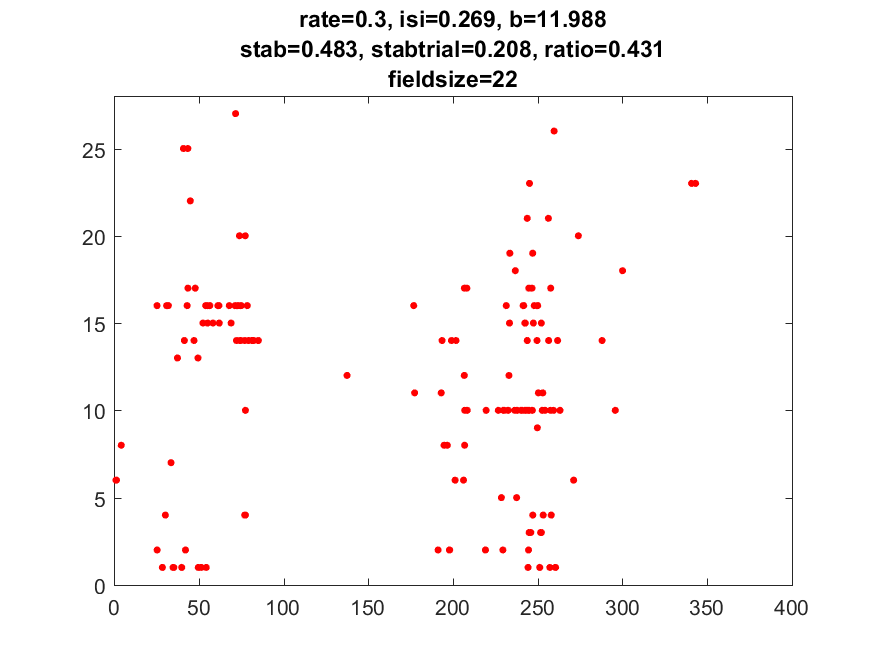 rate=0.3, isi=0.269, b=11.988
stab=0.483, stabtrial=0.208, ratio=0.431
fieldsize=22
25
20
15
10
5
0
0 50 100 150 200 250 300 350 400